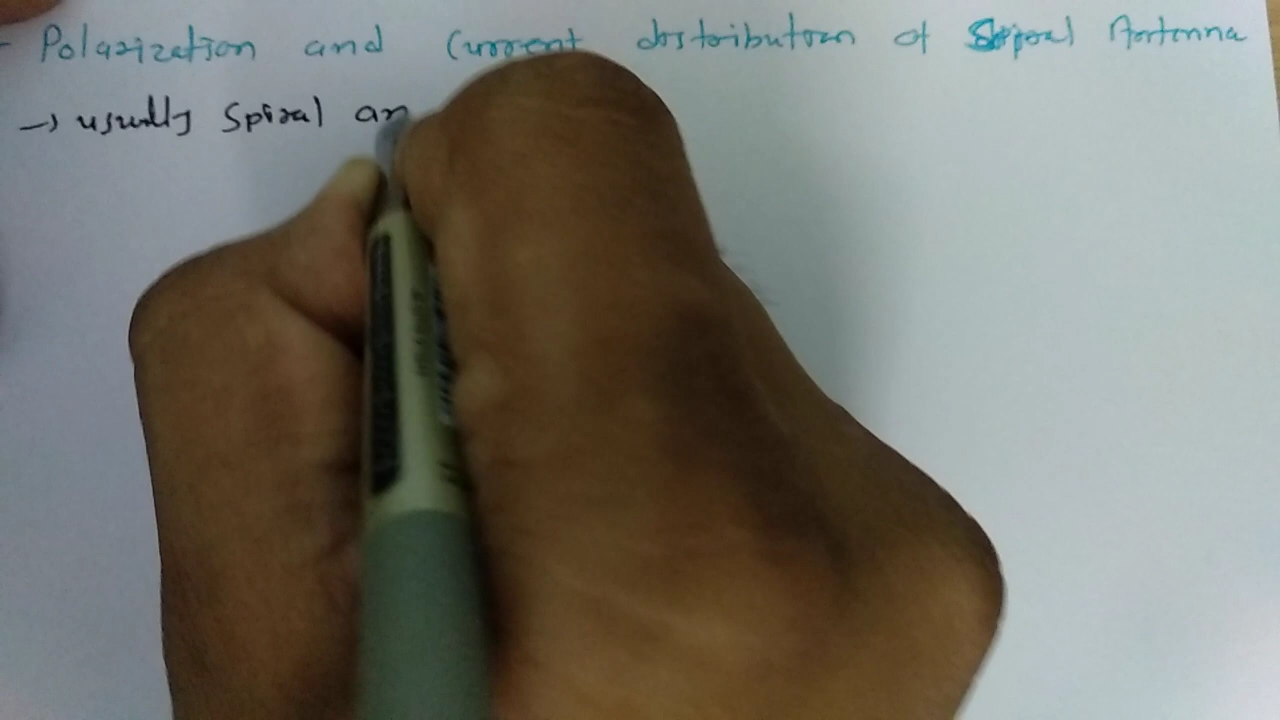 - Polarization and Current distribution of Spiral Antenna
→ usually Spiral an